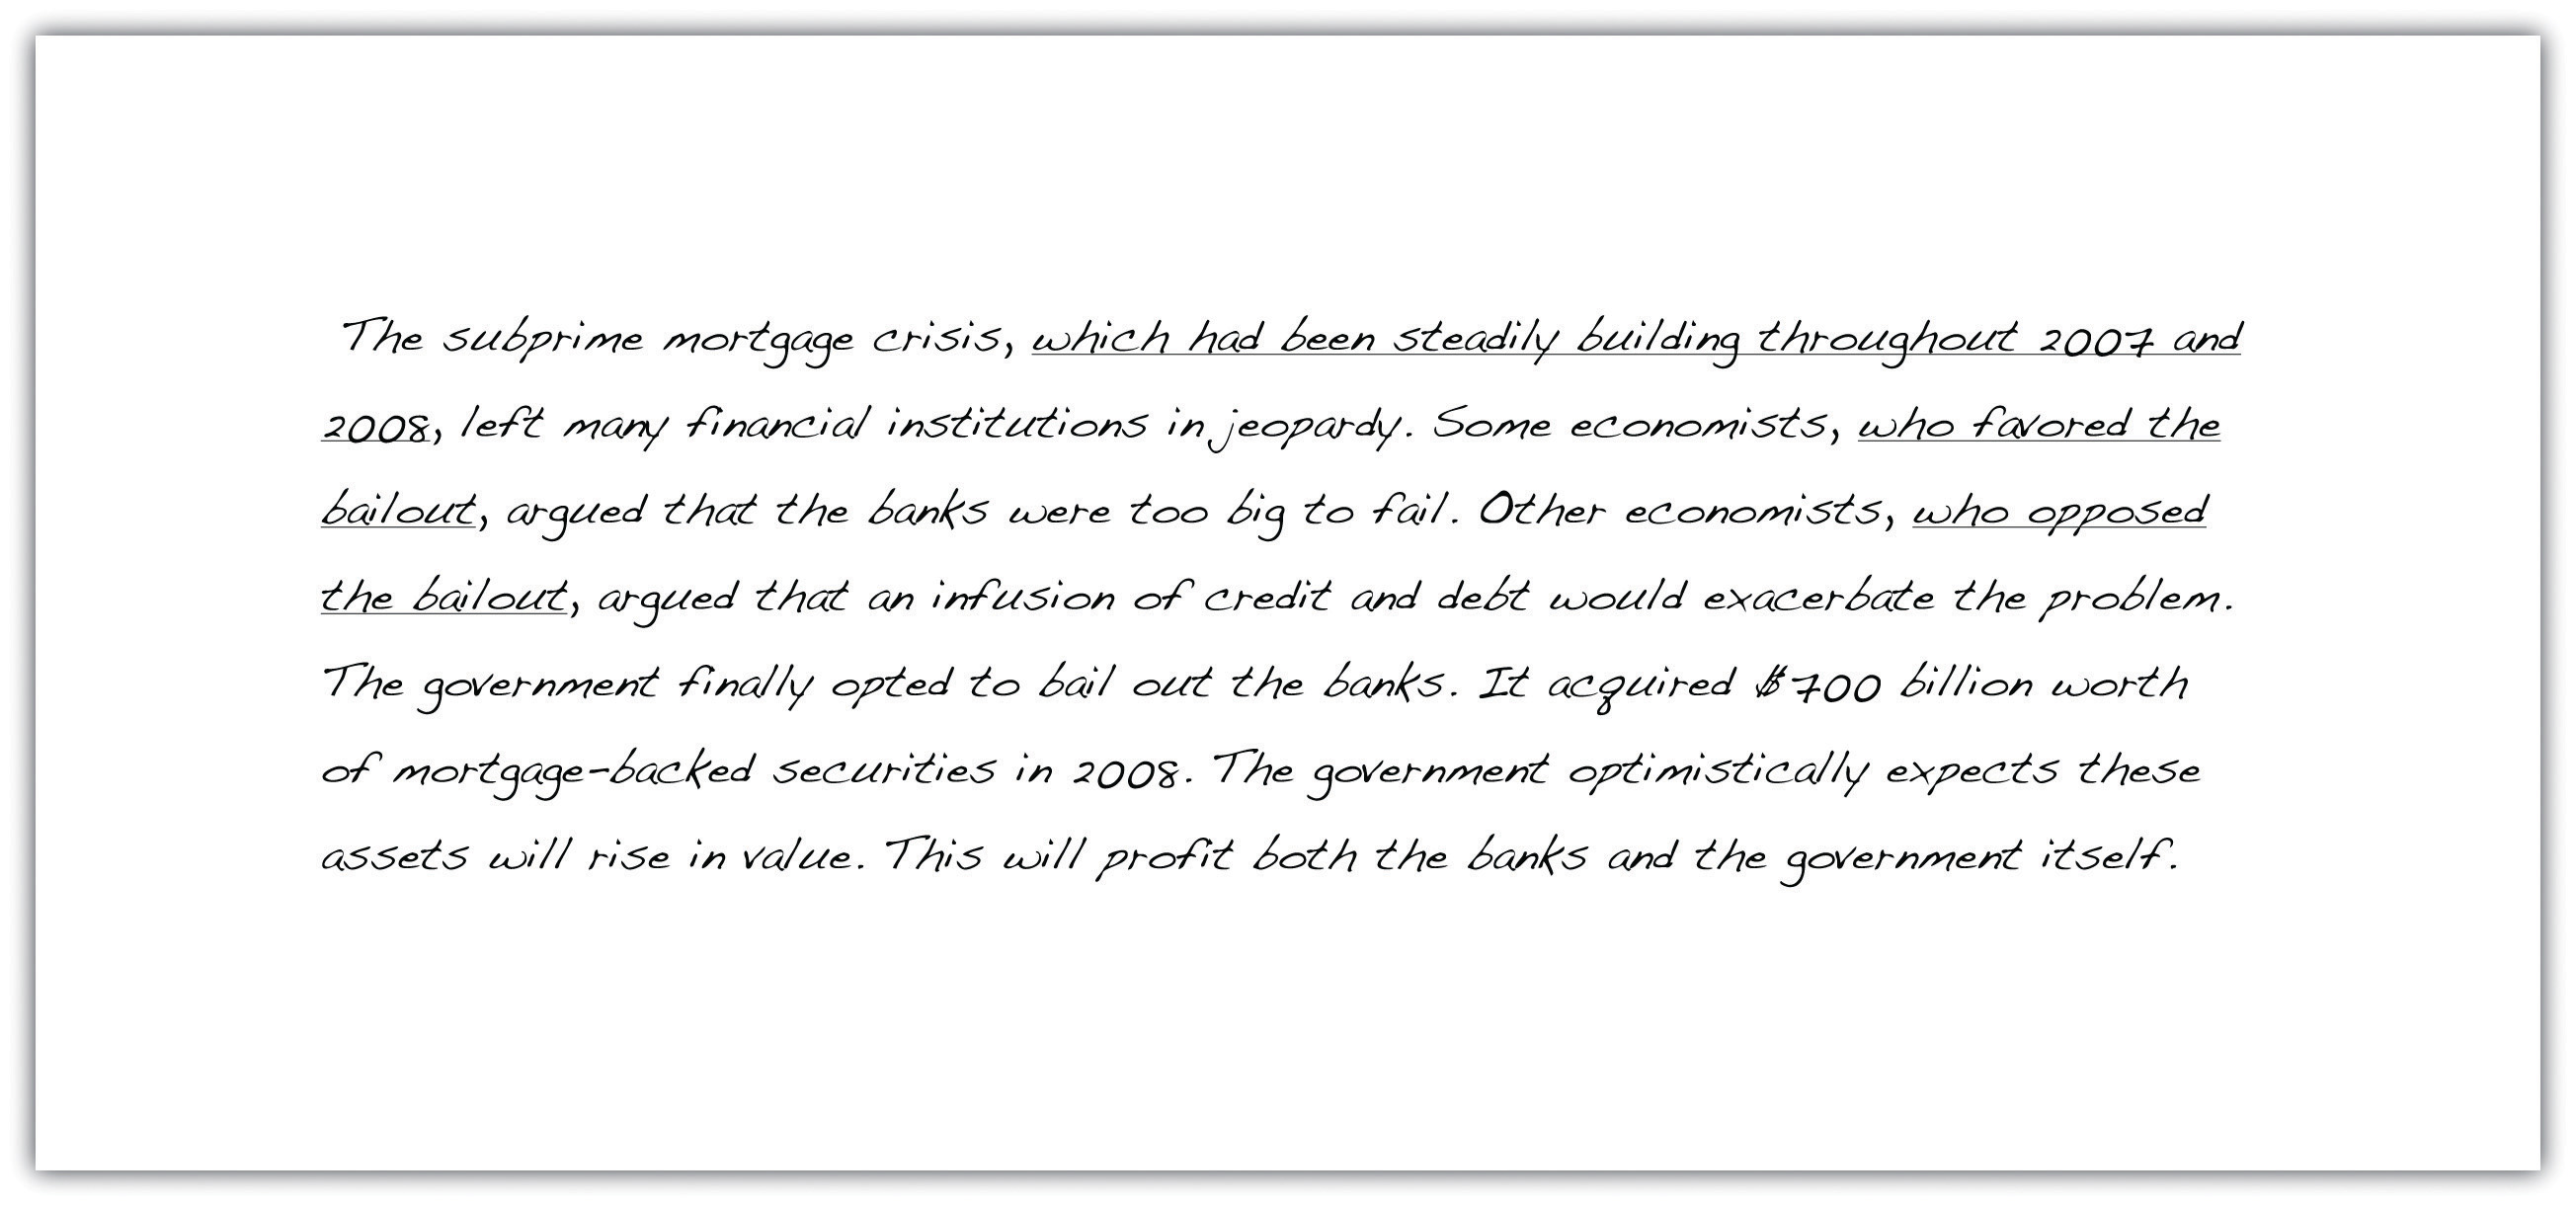 The subprime mortgage crisis, which had been steadily building throughout 2007 and
2008, left many financial institutions in jeopardy. Some economists, who favored the
bailout, argued that the banks were too big to fail. Other economists, who opposed
the bailout, argued that an infusion of credit and debt would exacerbate the problem.
The government finally opted to bail out the banks. It acquired $700 billion worth
of mortgage-backed securities in 2008. The government optimistically expects these
assets will rise in value. This will profit both the banks and the government itself.